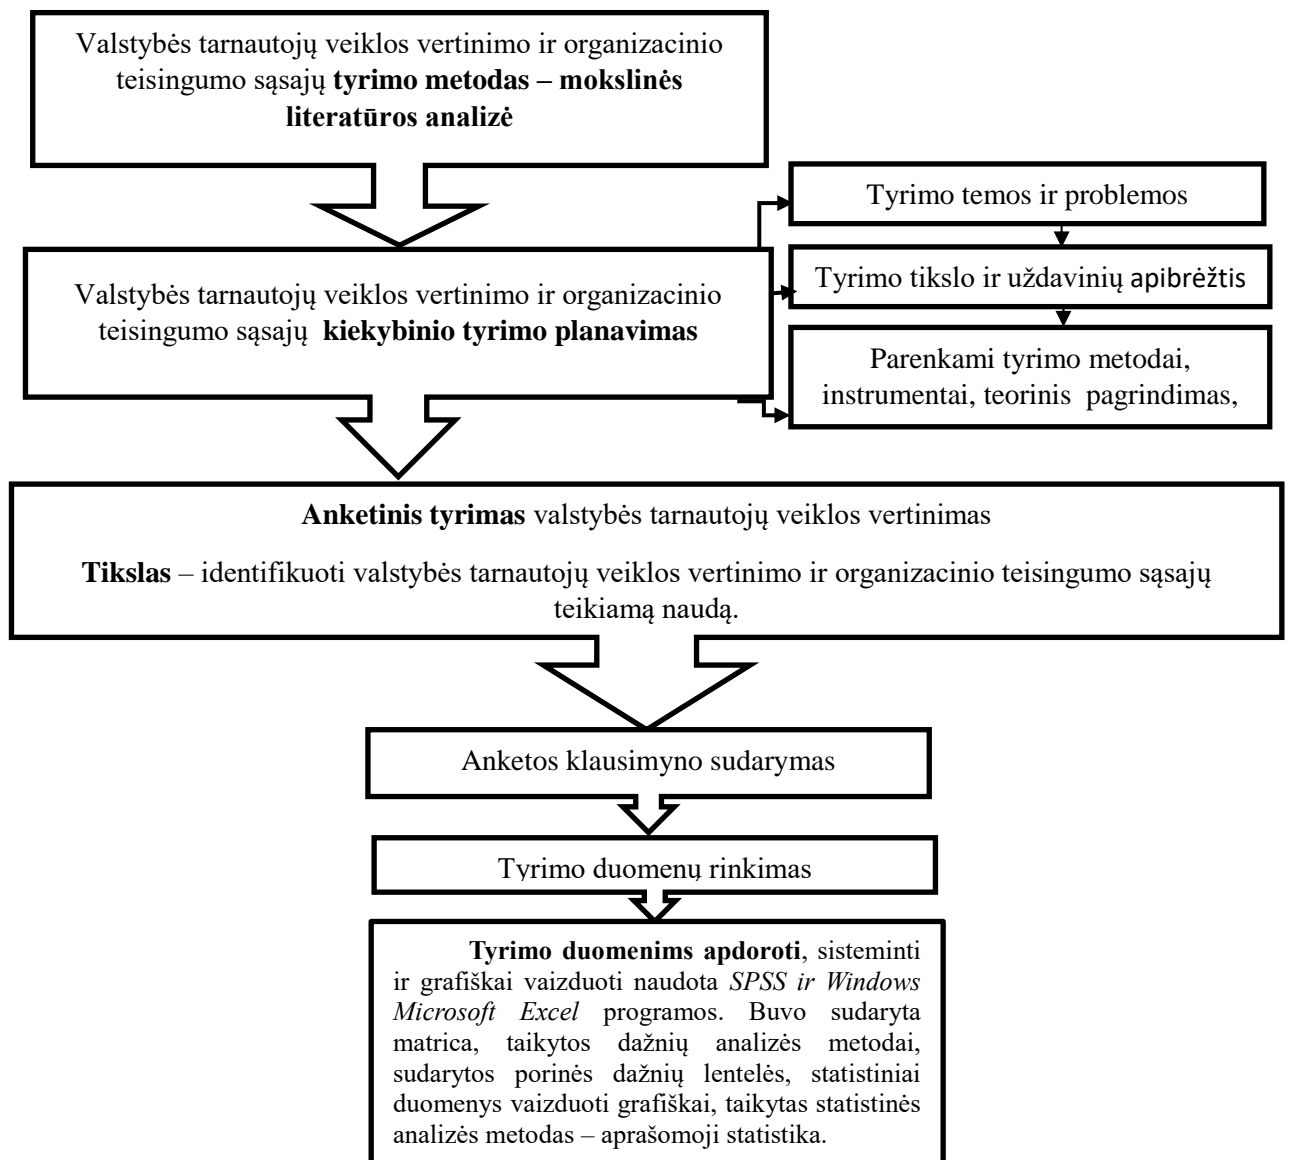 Valstybės tarnautojų veiklos vertinimo ir organizacinio
teisingumo sąsajų tyrimo metodas – mokslinės
literatūros analizė
Tyrimo temos ir problemos
Valstybės tarnautojų veiklos vertinimo ir organizacinio
teisingumo sąsajų kiekybinio tyrimo planavimas
Tyrimo tikslo ir uždavinių apibrėžtis
Parenkami tyrimo metodai,
instrumentai, teorinis pagrindimas,
Anketinis tyrimas valstybės tarnautojų veiklos vertinimas
Tikslas – identifikuoti valstybės tarnautojų veiklos vertinimo ir organizacinio teisingumo sąsajų
teikiamą naudą.
Anketos klausimyno sudarymas
Tyrimo duomenų rinkimas
Tyrimo duomenims apdoroti, sisteminti
ir grafiškai vaizduoti naudota SPSS ir Windows
Microsoft Excel programos. Buvo sudaryta
matrica, taikytos dažnių analizės metodai,
sudarytos porinės dažnių lentelės, statistiniai
duomenys vaizduoti grafiškai, taikytas statistinės
analizės metodas – aprašomoji statistika.